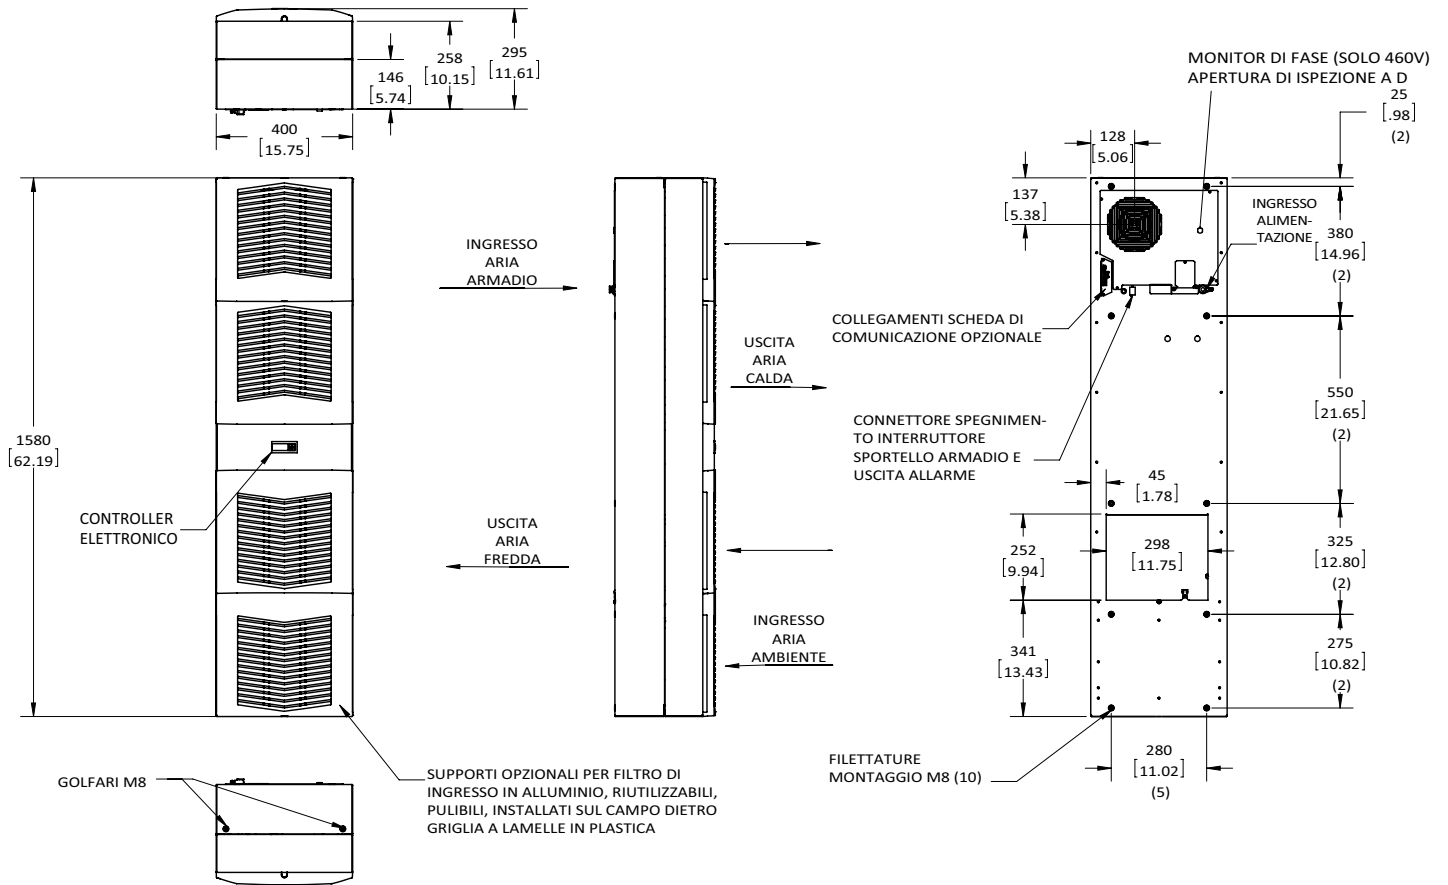 295
[11.61]
258
[10.15]
146
[5.74]
400
[15.75]
MONITOR DI FASE (SOLO 460V)
APERTURA DI ISPEZIONE A D
25
[.98]
(2)
128
[5.06]
137
[5.38]
INGRESSO
ALIMEN-
TAZIONE
380
[14.96]
(2)
INGRESSO
ARIA
ARMADIO
COLLEGAMENTI SCHEDA DI
COMUNICAZIONE OPZIONALE
USCITA
ARIA
CALDA
550
[21.65]
(2)
CONNETTORE SPEGNIMEN-
TO INTERRUTTORE
SPORTELLO ARMADIO E
USCITA ALLARME
1580
[62.19]
45
[1.78]
CONTROLLER
ELETTRONICO
USCITA
ARIA
FREDDA
252
[9.94]
298
[11.75]
325
[12.80]
(2)
INGRESSO
ARIA
AMBIENTE
341
[13.43]
275
[10.82]
(2)
FILETTATURE
MONTAGGIO M8 (10)
280
[11.02]
(5)
GOLFARI M8
SUPPORTI OPZIONALI PER FILTRO DI
INGRESSO IN ALLUMINIO, RIUTILIZZABILI,
PULIBILI, INSTALLATI SUL CAMPO DIETRO
GRIGLIA A LAMELLE IN PLASTICA